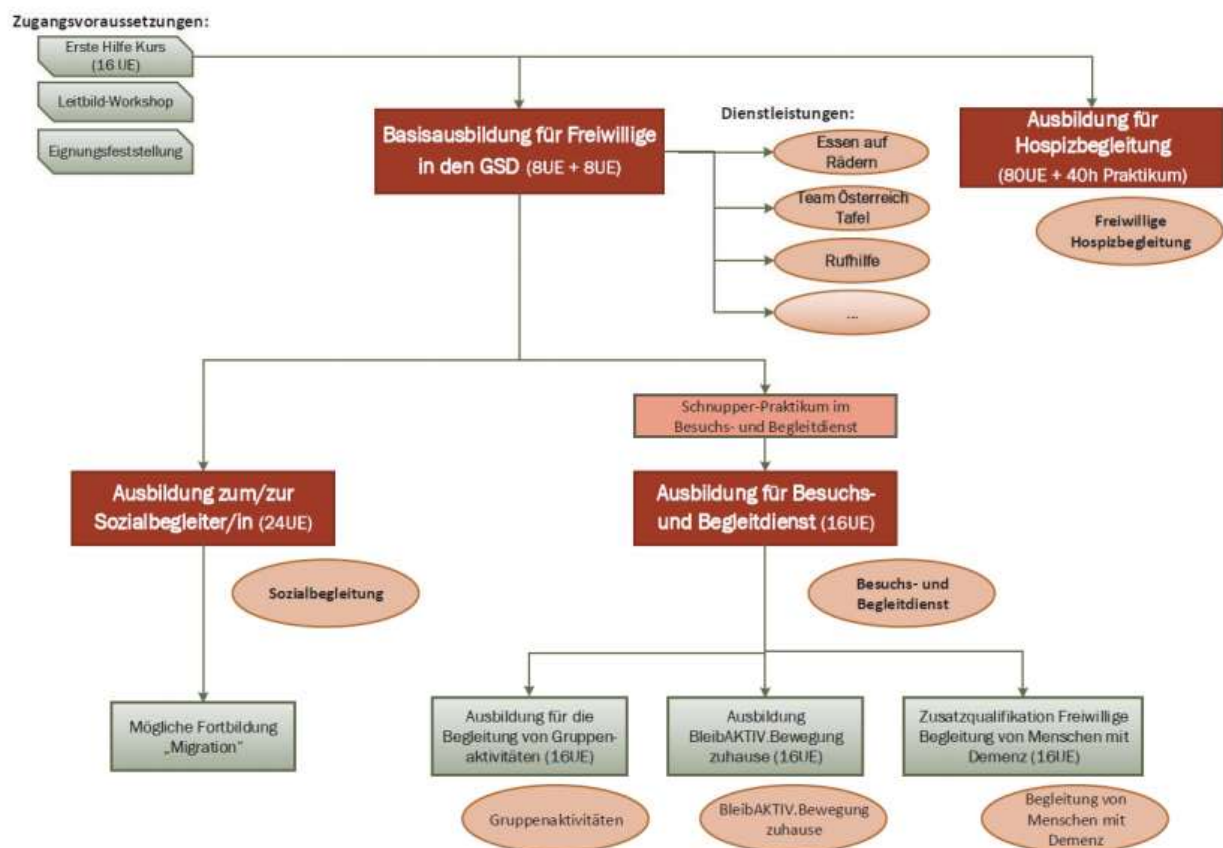 Zugangsvoraussetzungen:
Erste Hilfe Kurs
(16 UE)
Leitbild-Workshop
Eignungsfeststellung
Basisausbildung für Freiwillige
in den GSD (8UE + 8UE)
Dienstleistungen:
Essen auf
Rädern
Team Österreich
Tafel
Rufhilfe
...
Ausbildung für
Hospizbegleitung
(80UE + 40h Praktikum)
Freiwillige
Hospizbegleitung
Schnupper-Praktikum im
Besuchs- und Begleitdienst
Ausbildung zum/zur
Sozialbegleiter/in (24UE)
Sozialbegleitung
Ausbildung für Besuchs-
und Begleitdienst (16UE)
Besuchs- und
Begleitdienst
Mögliche Fortbildung
„Migration“
Ausbildung für die
Begleitung von Gruppen-
aktivitäten (16UE)
Gruppenaktivitäten
Ausbildung
BleibAKTIV.Bewegung
zuhause (16UE)
BleibAKTIV.Bewegung
zuhause
Zusatzqualifikation Freiwillige
Begleitung von Menschen mit
Demenz (16UE)
Begleitung von
Menschen mit
Demenz